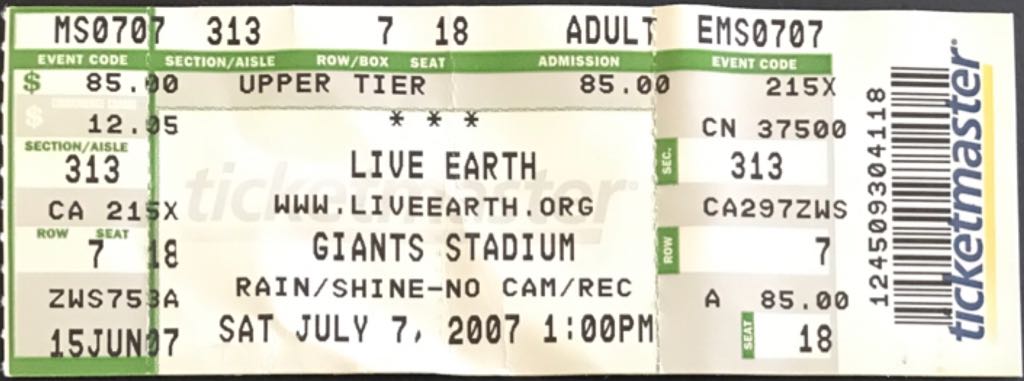 MS0707 313 7 18 ADULT EMS0707
EVENT CODE SECTION/AISLE ROW/BOX SEAT ADMISSION EVENT CODE
$ 85.00 UPPER TIER 85.00 215X
$ 12.05 * * * CN 37500
SECTION/AISLE
313 LIVE EARTH SEC. 313
CA 215X WWW.LIVEEARTH.ORG CA297ZWS
ROW SEAT
7 18 GIANTS STADIUM ROW 7
ZWS753A RAIN/SHINE-NO CAM/REC A 85.00
15JUN07 SAT JULY 7, 2007 1:00PM SEAT 18
ticketmaster
124509304118
ticketmaster